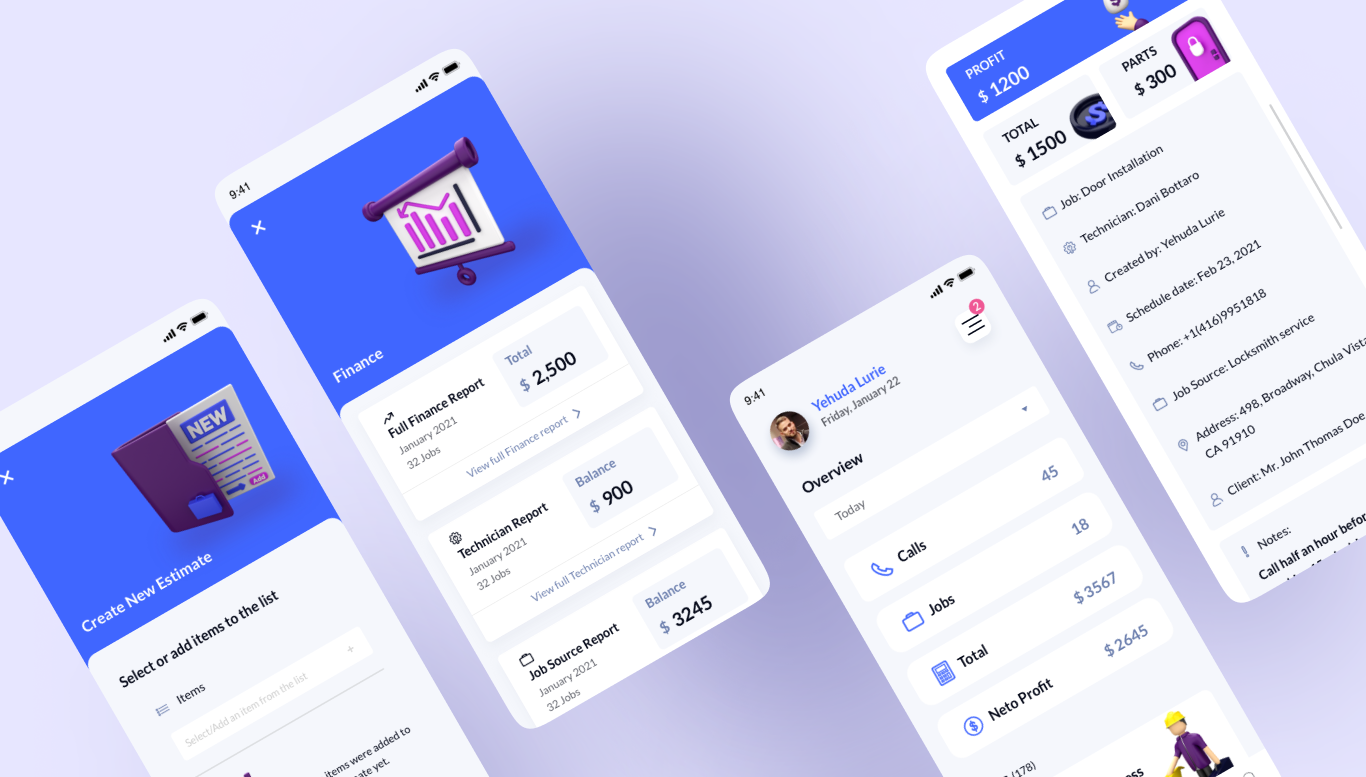 NEW
Add
Create New Estimate
Select or add items to the list
Items
+
Select/Add an item from the list
items were added to
yet.
9:41
Finance
Full Finance Report
January 2021
32 Jobs
Total
$ 2,500
View full Finance report
Technician Report
January 2021
32 Jobs
Balance
$ 900
View full Technician report
Job Source Report
January 2021
32 Jobs
Balance
$ 3245
9:41
2
Yehuda Lurie
Friday, January 22
Overview
Today
Calls
45
Jobs
18
Total
$ 3567
Neto Profit
$ 2645
(178)
PROFIT
$ 1200
TOTAL
$ 1500
PARTS
$ 300
Job: Door Installation
Technician: Dani Bottaro
Created by: Yehuda Lurie
Schedule date: Feb 23, 2021
Phone: +1(416)9951818
Job Source: Locksmith service
Address: 498, Broadway, Chula Vista
CA 91910
Client: Mr. John Thomas Doe
Notes:
Call half an hour befor